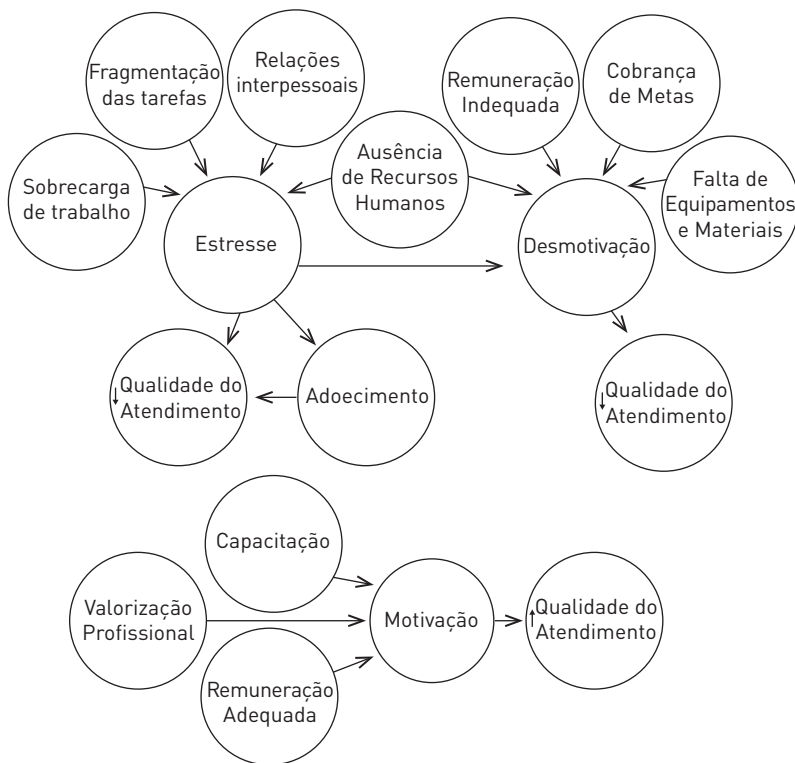 Fragmentação
das tarefas
Relações
interpessoais
Remuneração
Indequada
Cobrança
de Metas
Sobrecarga
de trabalho
Ausência
de Recursos
Humanos
Falta de
Equipamentos
e Materiais
Estresse
Desmotivação
↓Qualidade do
Atendimento
Adoecimento
↓Qualidade do
Atendimento
Capacitação
Valorização
Profissional
Motivação
↑Qualidade do
Atendimento
Remuneração
Adequada